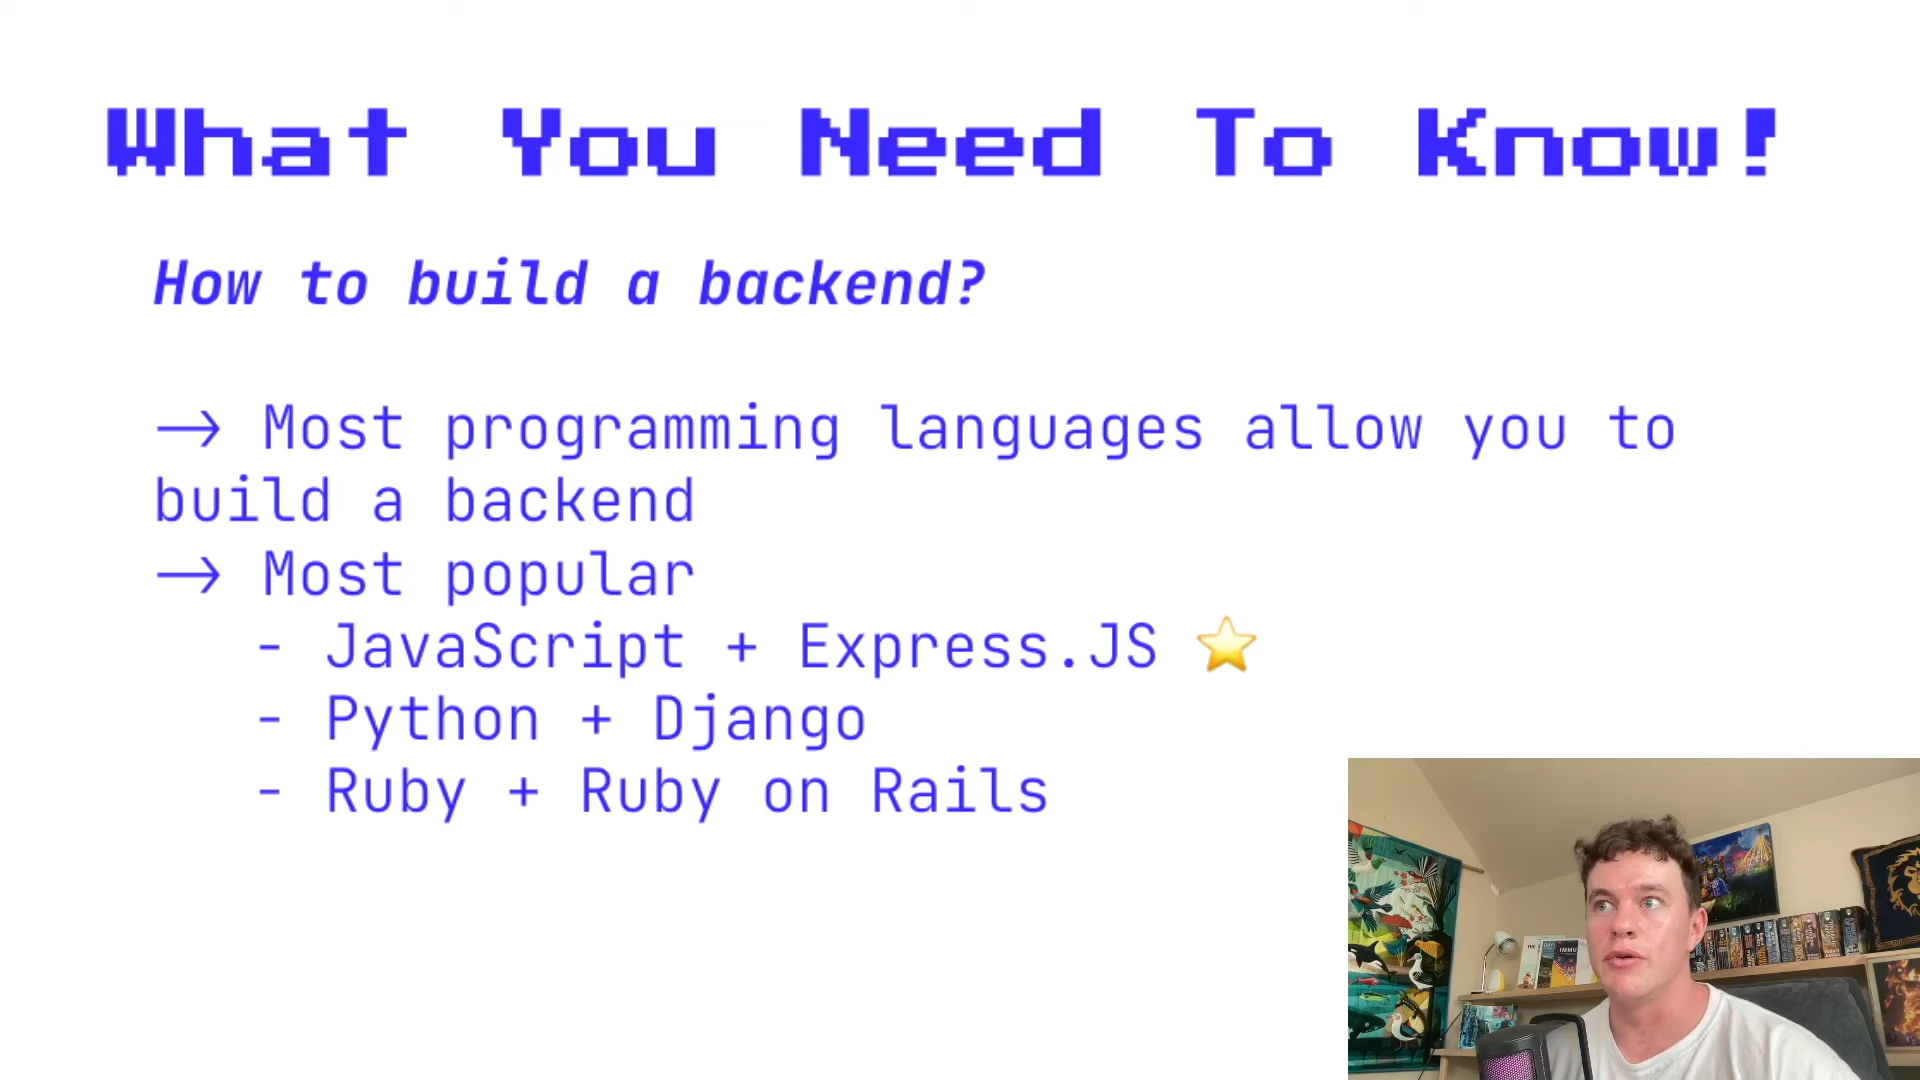 What You Need To Know!
How to build a backend?
→ Most programming languages allow you to
build a backend
→ Most popular
- JavaScript + Express.JS ⭐
- Python + Django
- Ruby + Ruby on Rails